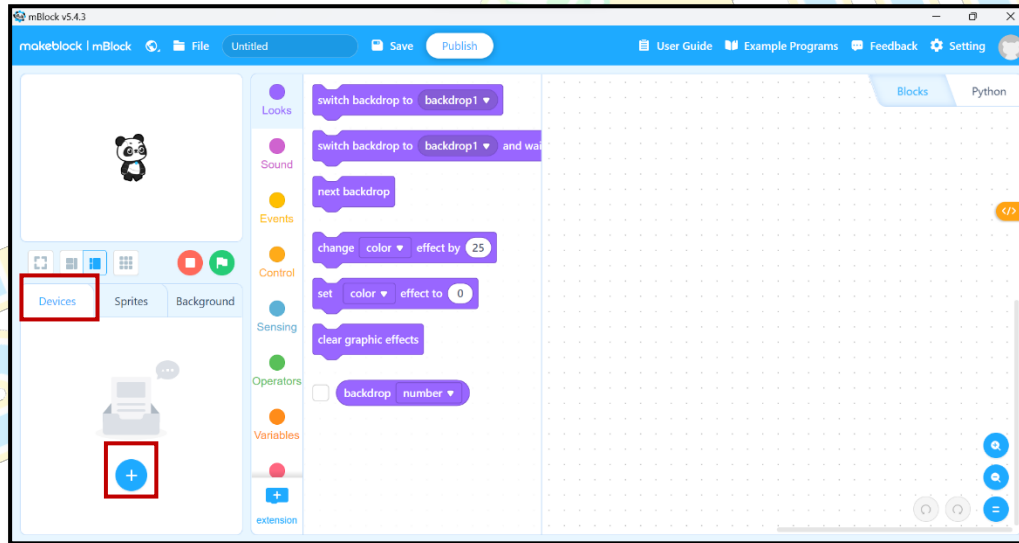 mBlock v5.4.3
makeblock | mBlock File Untitled Save Publish User Guide Example Programs Feedback Setting
Blocks Python
Looks
Sound
Events
Control
Sensing
Operators
Variables
extension
switch backdrop to backdrop1
switch backdrop to backdrop1 and wai
next backdrop
change color effect by 25
set color effect to 0
clear graphic effects
backdrop number
Devices Sprites Background